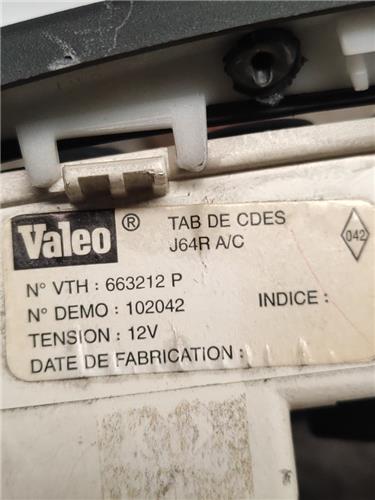 Valeo ®
TAB DE CDES
J64R A/C
042
N° VTH : 663212 P
N° DEMO : 102042
INDICE :
TENSION : 12V
DATE DE FABRICATION :